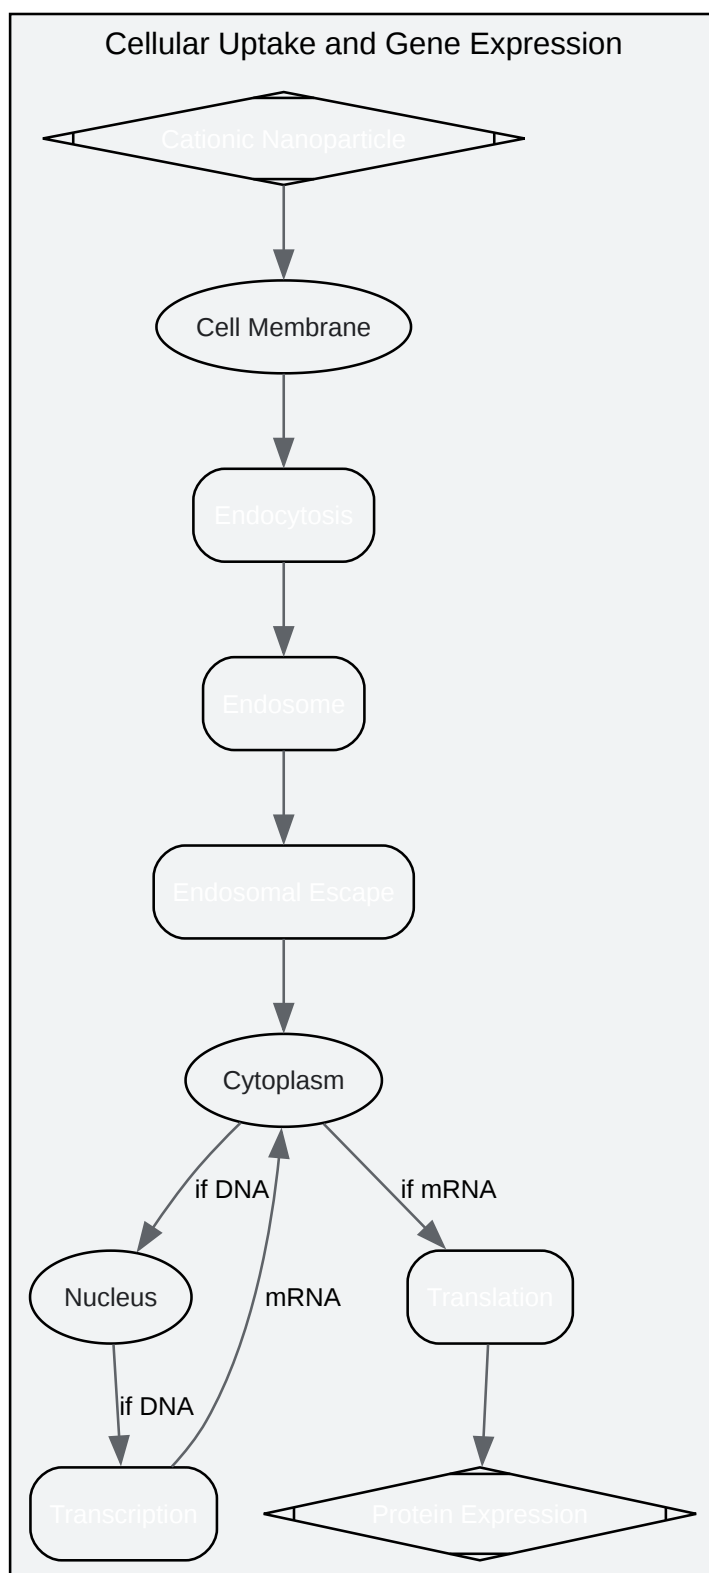 Cellular Uptake and Gene Expression
Cationic Nanoparticle
Cell Membrane
Endocytosis
Endosome
Endosomal Escape
Cytoplasm
if DNA
if mRNA
Nucleus
mRNA
Translation
if DNA
Transcription
Protein Expression